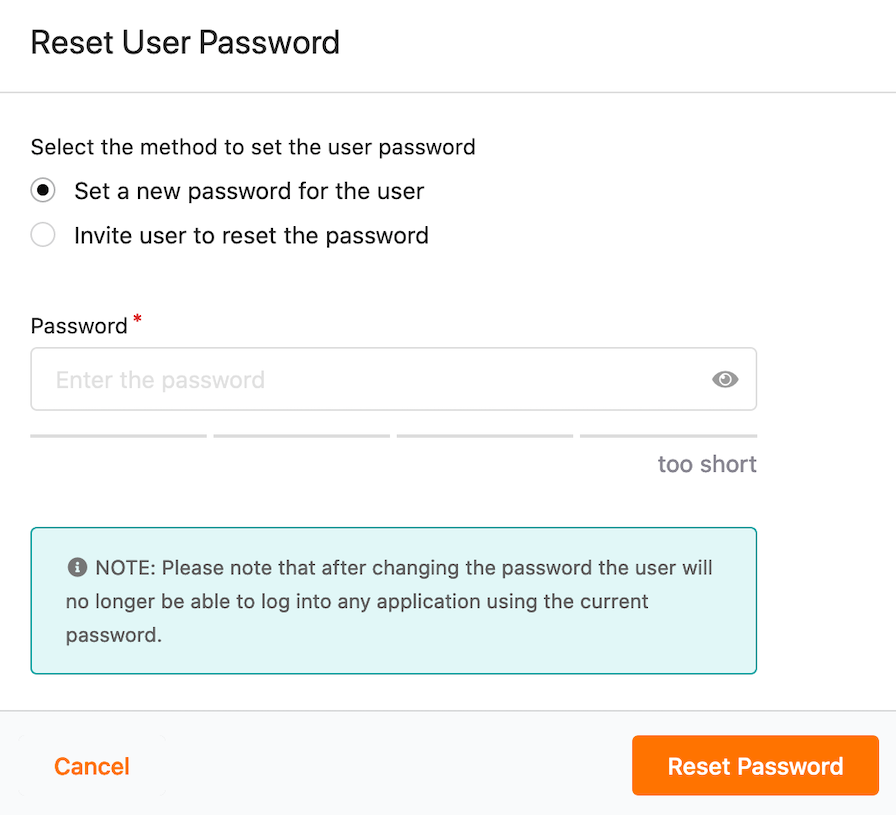 Reset User Password
Select the method to set the user password
Set a new password for the user
Invite user to reset the password
Password *
Enter the password
too short
NOTE: Please note that after changing the password the user will
no longer be able to log into any application using the current
password.
Cancel
Reset Password